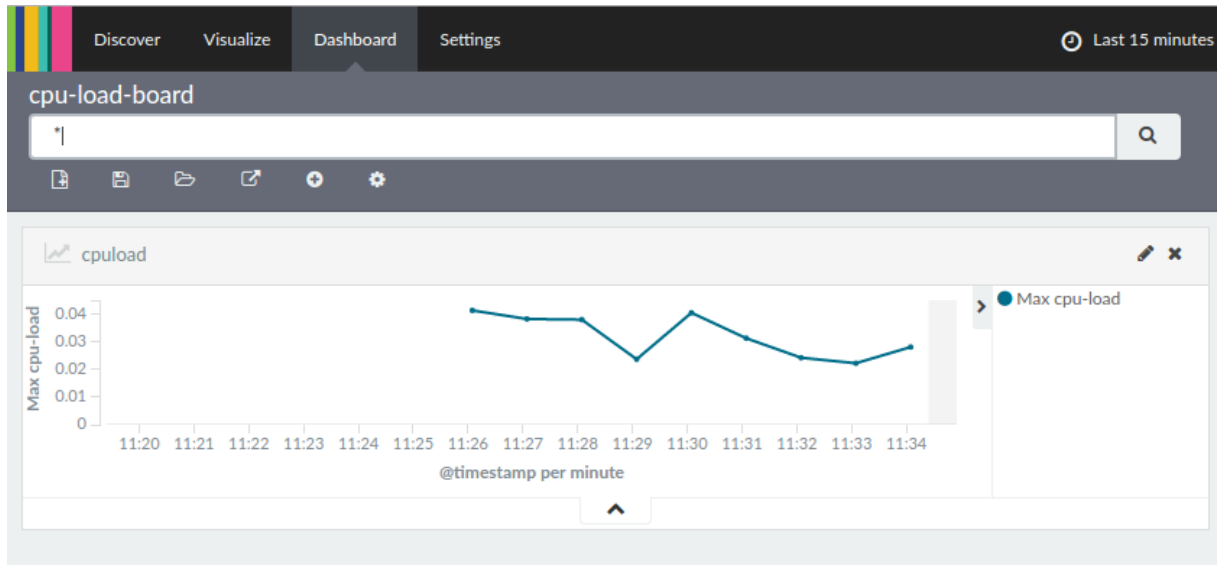 Discover Visualize Dashboard Settings Last 15 minutes
cpu-load-board
*
cpuload
Max cpu-load
Max cpu-load
0.04
0.03
0.02
0.01
0
11:20 11:21 11:22 11:23 11:24 11:25 11:26 11:27 11:28 11:29 11:30 11:31 11:32 11:33 11:34
@timestamp per minute